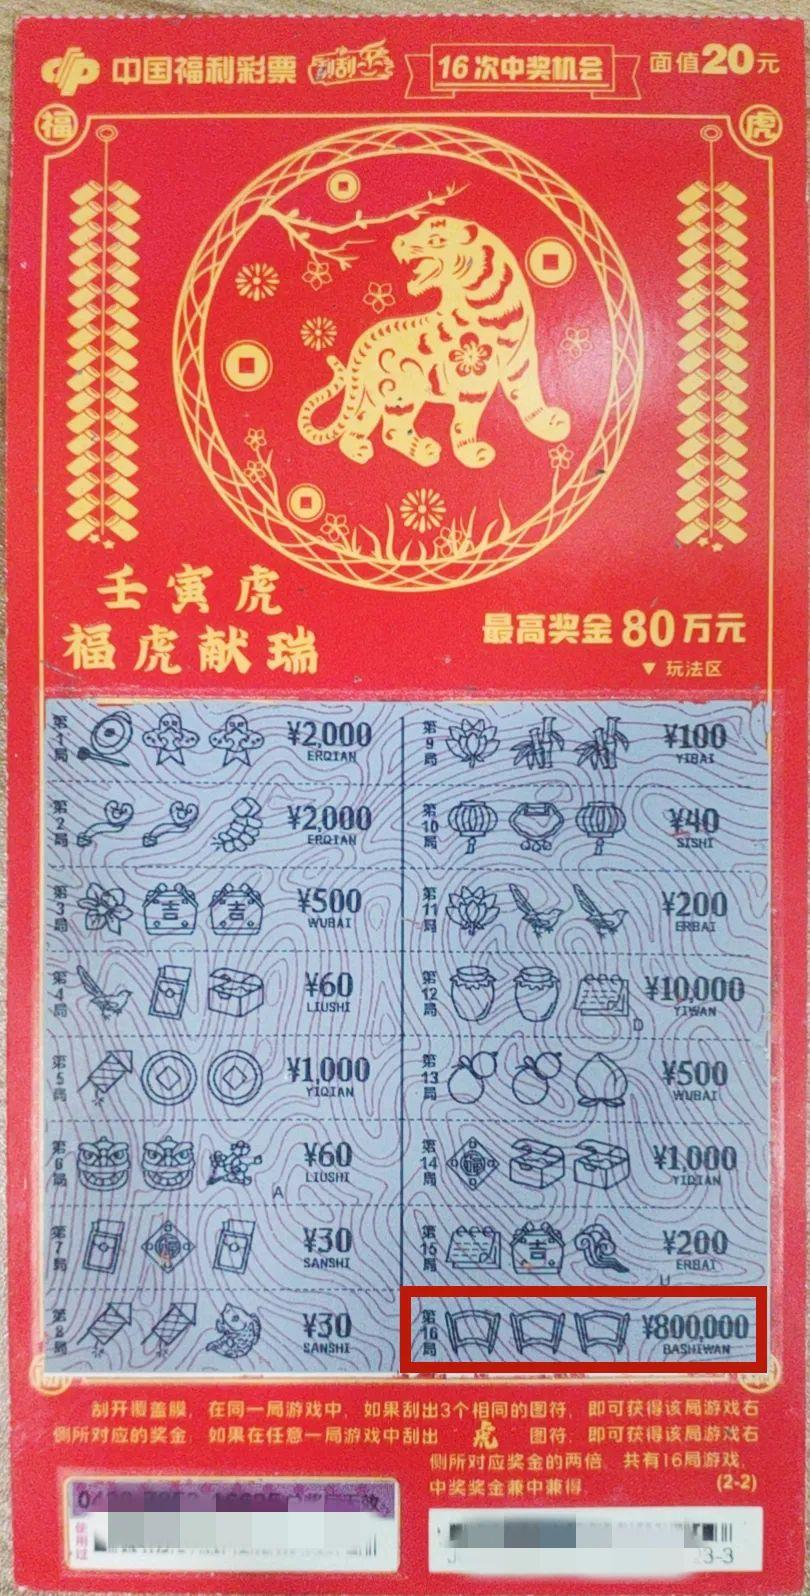 中国福利彩票 刮刮乐 16次中奖机会 面值20元
福 虎
壬寅虎
福虎献瑞
最高奖金80万元
▼ 玩法区
第1局 ¥2,000 ERQIAN
第2局 ¥2,000 ERQIAN
第3局 吉 吉 ¥500 WUBAI
第4局 ¥60 LIUSHI
第5局 ¥1,000 YIQIAN
第6局 ¥60 LIUSHI
A
第7局 福 ¥30 SANSHI
第8局 ¥30 SANSHI
第9局 ¥100 YIBAI
第10局 ¥40 SISHI
第11局 ¥200 ERBAI
第12局 ¥10,000 YIWAN
D
第13局 ¥500 WUBAI
第14局 福 ¥1,000 YIQIAN
第15局 吉 ¥200 ERBAI
U
第16局 ¥800,000 BASHIWAN
刮开覆盖膜，在同一局游戏中，如果刮出3个相同的图符，即可获得该局游戏右
侧所对应的奖金；如果在任意一局游戏中刮出 虎 图符，即可获得该局游戏右
侧所对应奖金的两倍。共有16局游戏，
中奖奖金兼中兼得。 (2-2)
使用过
3-3